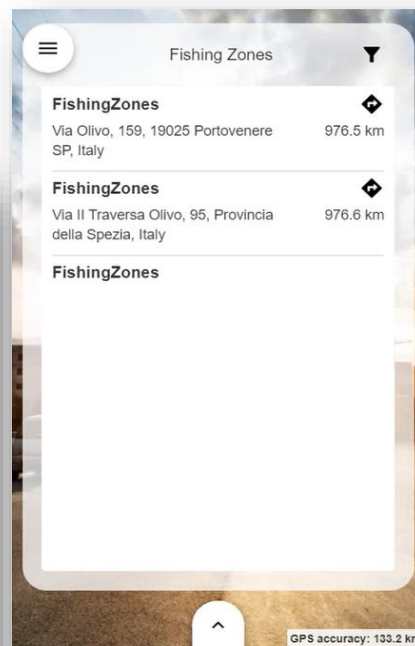 Fishing Zones
FishingZones
Via Olivo, 159, 19025 Portovenere
976.5 km
SP, Italy
FishingZones
Via II Traversa Olivo, 95, Provincia
976.6 km
della Spezia, Italy
FishingZones
GPS accuracy: 133.2 km